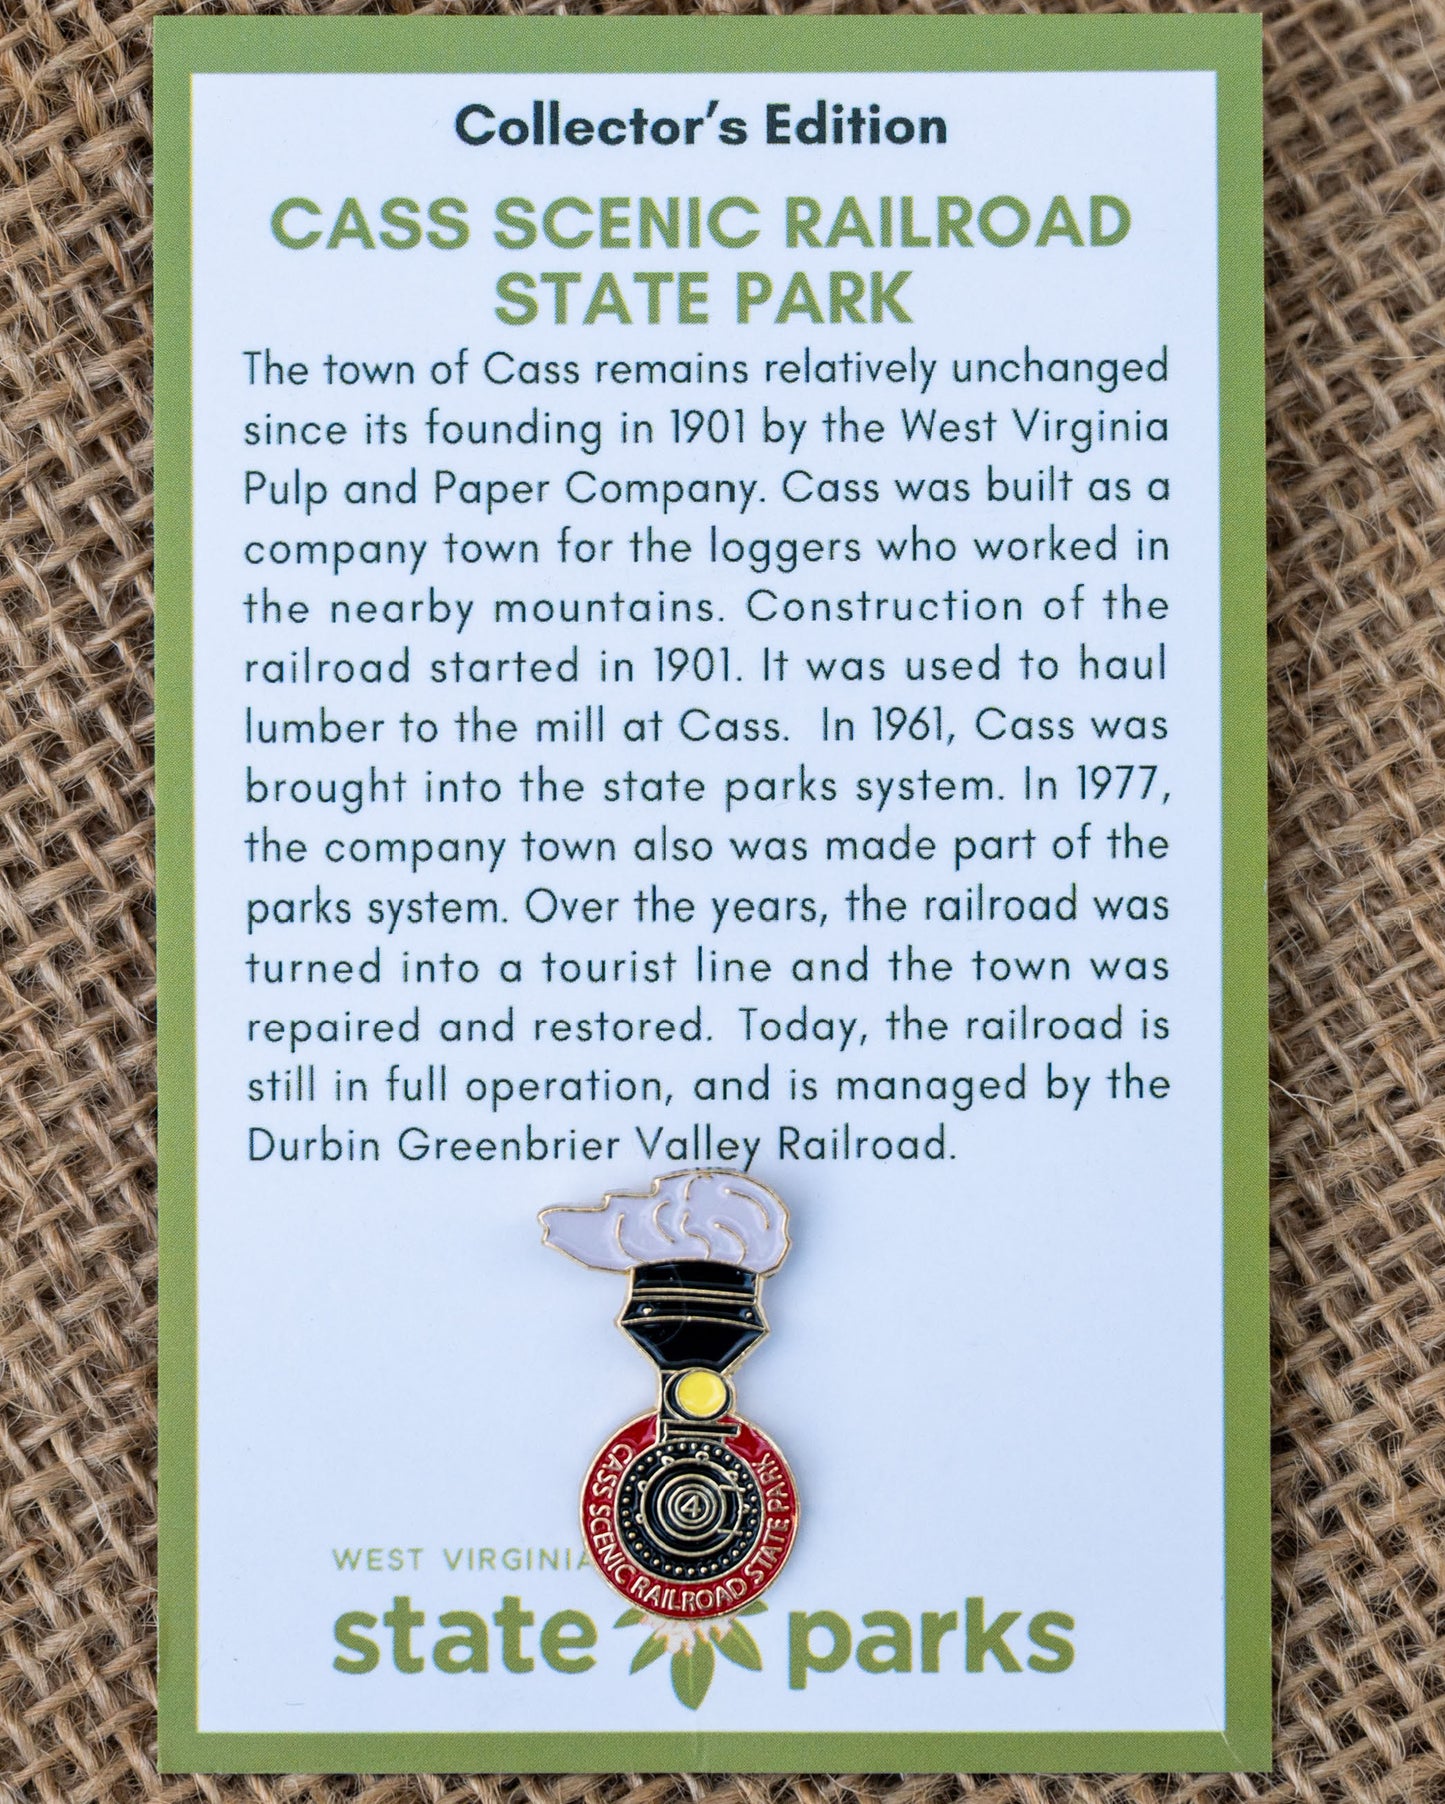 Collector's Edition
CASS SCENIC RAILROAD
STATE PARK
The town of Cass remains relatively unchanged
since its founding in 1901 by the West Virginia
Pulp and Paper Company. Cass was built as a
company town for the loggers who worked in
the nearby mountains. Construction of the
railroad started in 1901. It was used to haul
lumber to the mill at Cass. In 1961, Cass was
brought into the state parks system. In 1977,
the company town also was made part of the
parks system. Over the years, the railroad was
turned into a tourist line and the town was
repaired and restored. Today, the railroad is
still in full operation, and is managed by the
Durbin Greenbrier Valley Railroad.
4
CASS SCENIC RAILROAD STATE PARK
WEST VIRGINIA
state parks